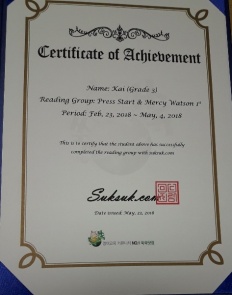 Certificate of Achievement
Name: Kai (Grade 3)
Reading Group: Press Start & Mercy Watson 1°
Period: Feb, 23, 2018 ~ May, 4, 2018
This is to certify that the student above has successfully
completed the reading group with suksuk.com
Suksuk.com
Date issued: May, 21, 2018